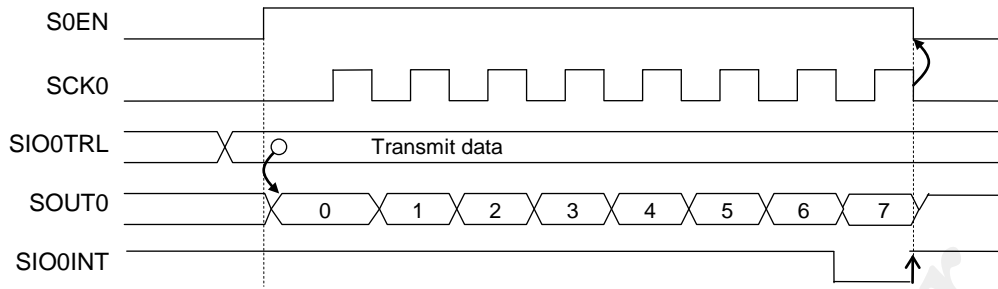 S0EN
SCK0
SIO0TRL
Transmit data
SOUT0
0 1 2 3 4 5 6 7
SIO0INT